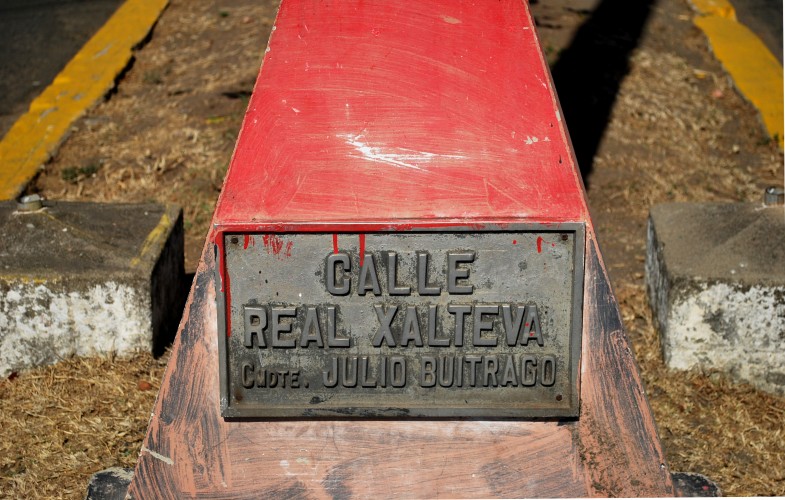 CALLE
REAL XALTEVA
CMDTE. JULIO BUITRAGO